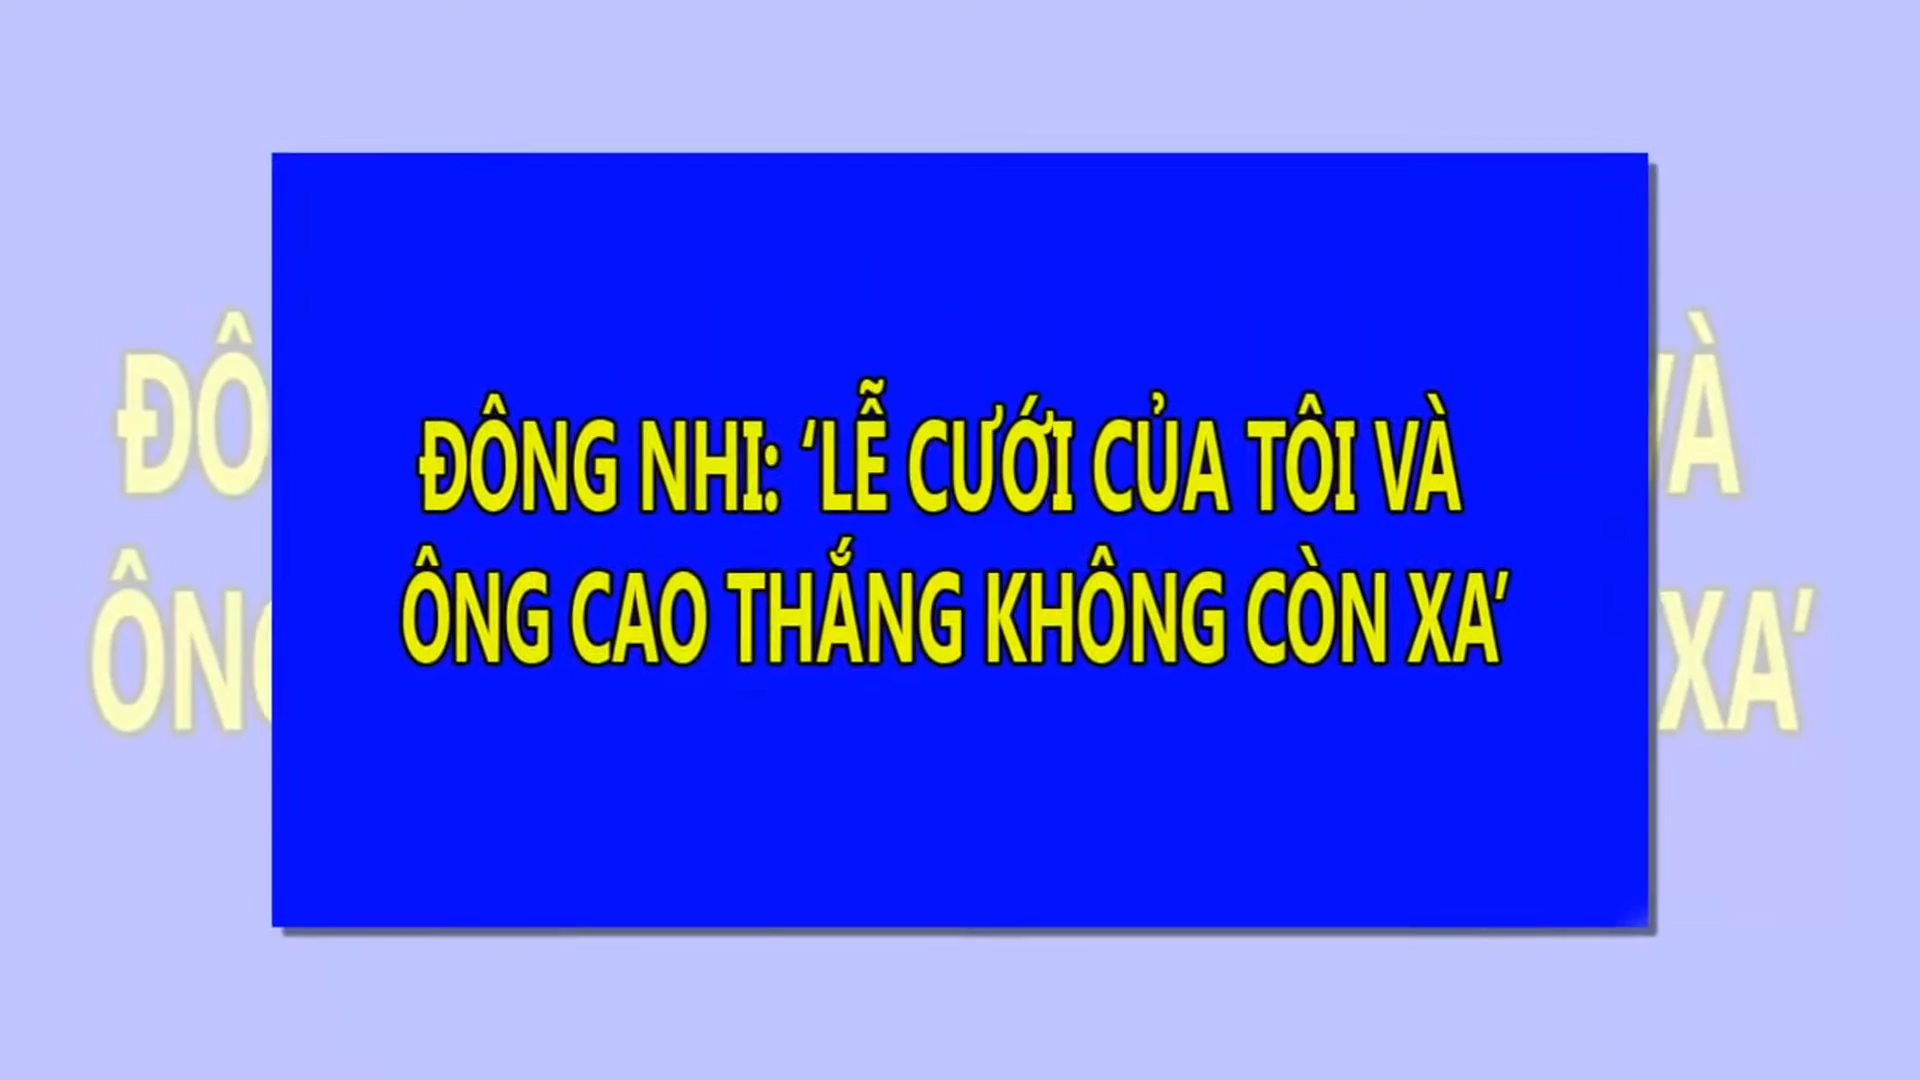 ĐÔNG NHI: ‘LỄ CƯỚI CỦA TÔI VÀ
ÔNG CAO THẮNG KHÔNG CÒN XA’